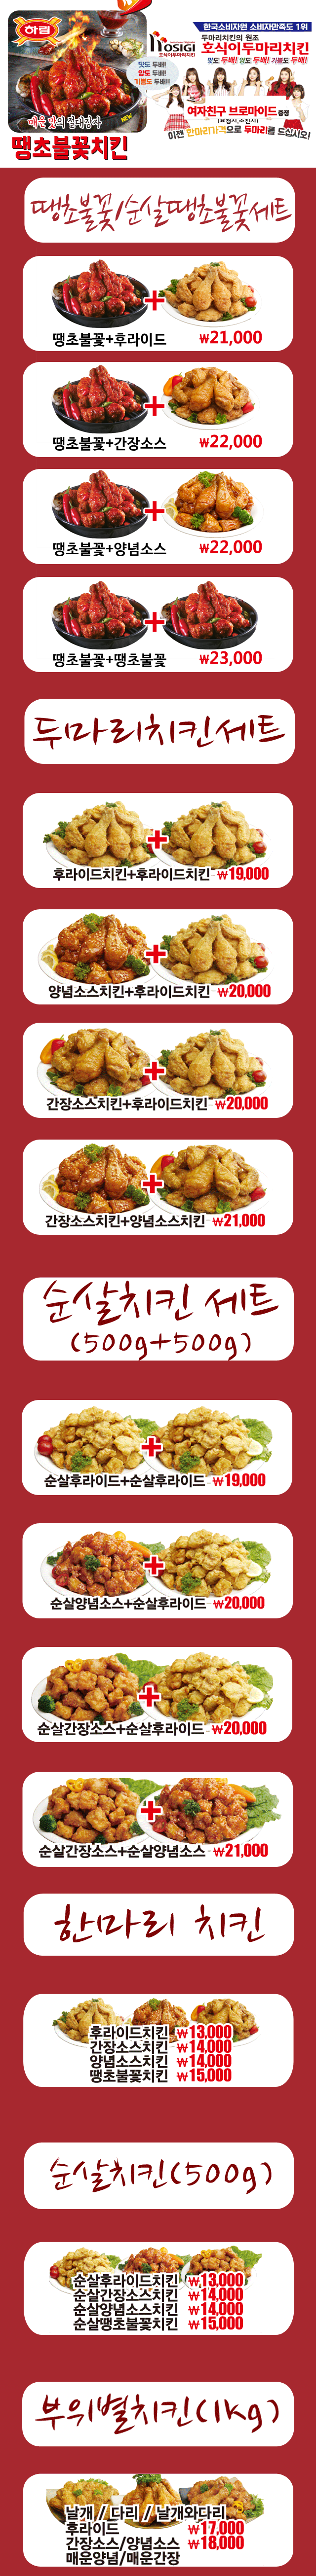 하림
매운 맛의 절대강자
NEW
땡초불꽃치킨
HOSIGI
호식이두마리치킨
맛도 두배!
양도 두배!!
기쁨도 두배!!!
한국소비자원 소비자만족도 1위
두마리치킨의 원조
호식이두마리치킨
맛도 두배! 양도 두배! 기쁨도 두배!
여자친구 브로마이드증정
(포험시,소진시)
이젠 한마리가격으로 두마리를 드십시오!
땡초불꽃/순살땡초불꽃세트
땡초불꽃+후라이드 ₩21,000
땡초불꽃+간장소스 ₩22,000
땡초불꽃+양념소스 ₩22,000
땡초불꽃+땡초불꽃 ₩23,000
두마리치킨세트
후라이드치킨+후라이드치킨 ₩19,000
양념소스치킨+후라이드치킨 ₩20,000
간장소스치킨+후라이드치킨 ₩20,000
간장소스치킨+양념소스치킨 ₩21,000
순살치킨 세트
(500g+500g)
순살후라이드+순살후라이드 ₩19,000
순살양념소스+순살후라이드 ₩20,000
순살간장소스+순살후라이드 ₩20,000
순살간장소스+순살양념소스 ₩21,000
한마리 치킨
후라이드치킨 ₩13,000
간장소스치킨 ₩14,000
양념소스치킨 ₩14,000
땡초불꽃치킨 ₩15,000
순살치킨(500g)
순살후라이드치킨 ₩13,000
순살간장소스치킨 ₩14,000
순살양념소스치킨 ₩14,000
순살땡초불꽃치킨 ₩15,000
부위별치킨(1kg)
날개 / 다리 / 날개와다리
후라이드 ₩17,000
간장소스/양념소스 ₩18,000
매운양념/매운간장